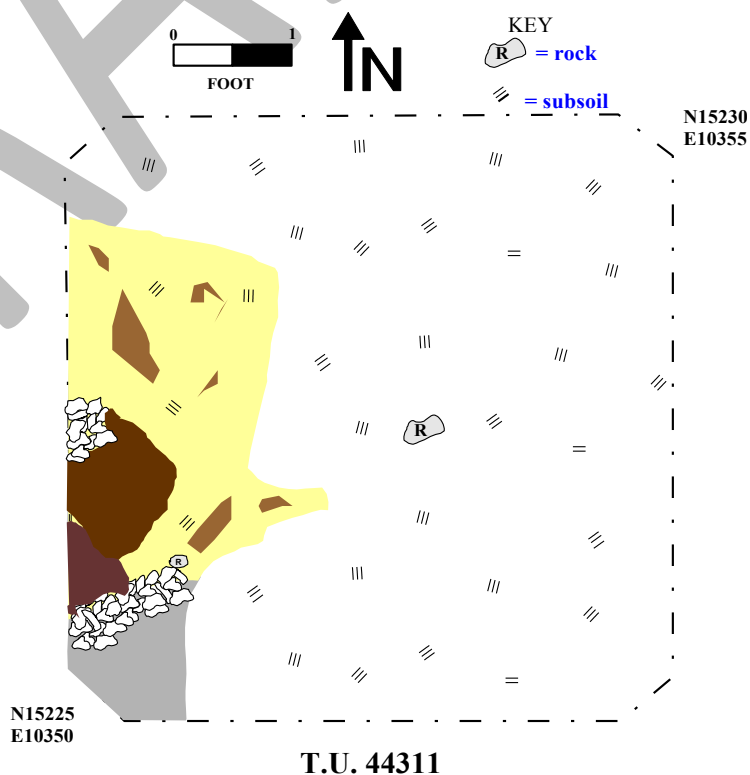 KEY
0 1
FOOT
N
R = rock
= subsoil
N15230
E10355
R
R
N15225
E10350
T.U. 44311